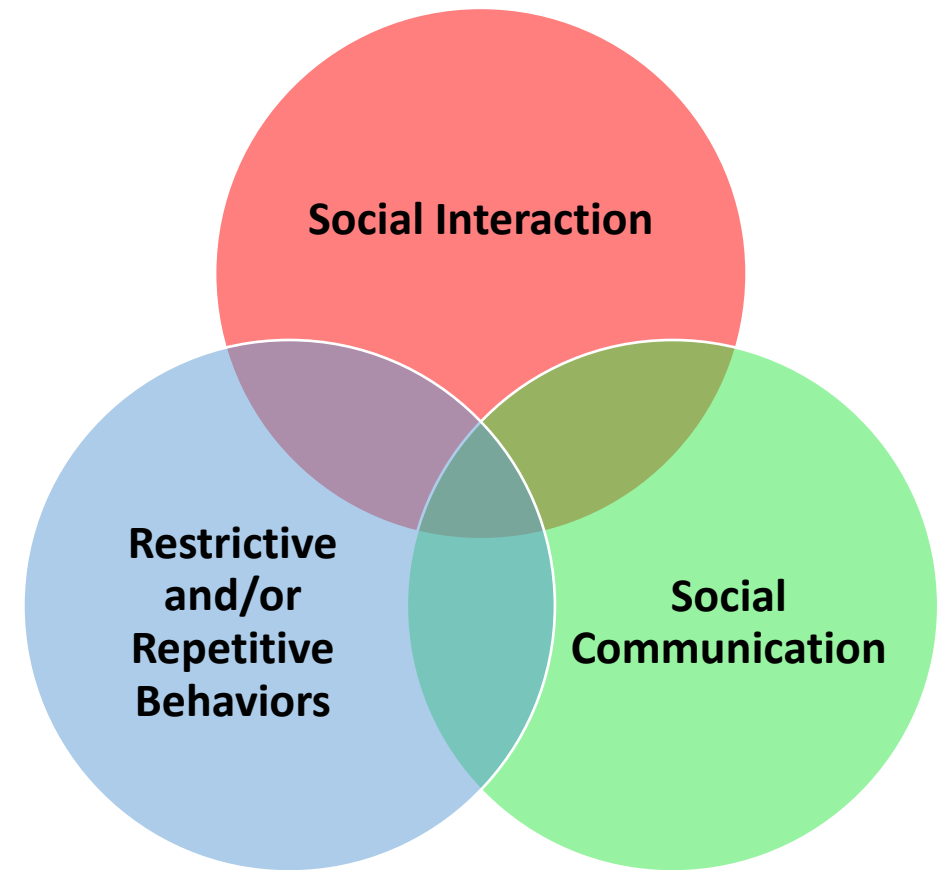 Social Interaction
Restrictive
and/or
Repetitive
Behaviors
Social
Communication